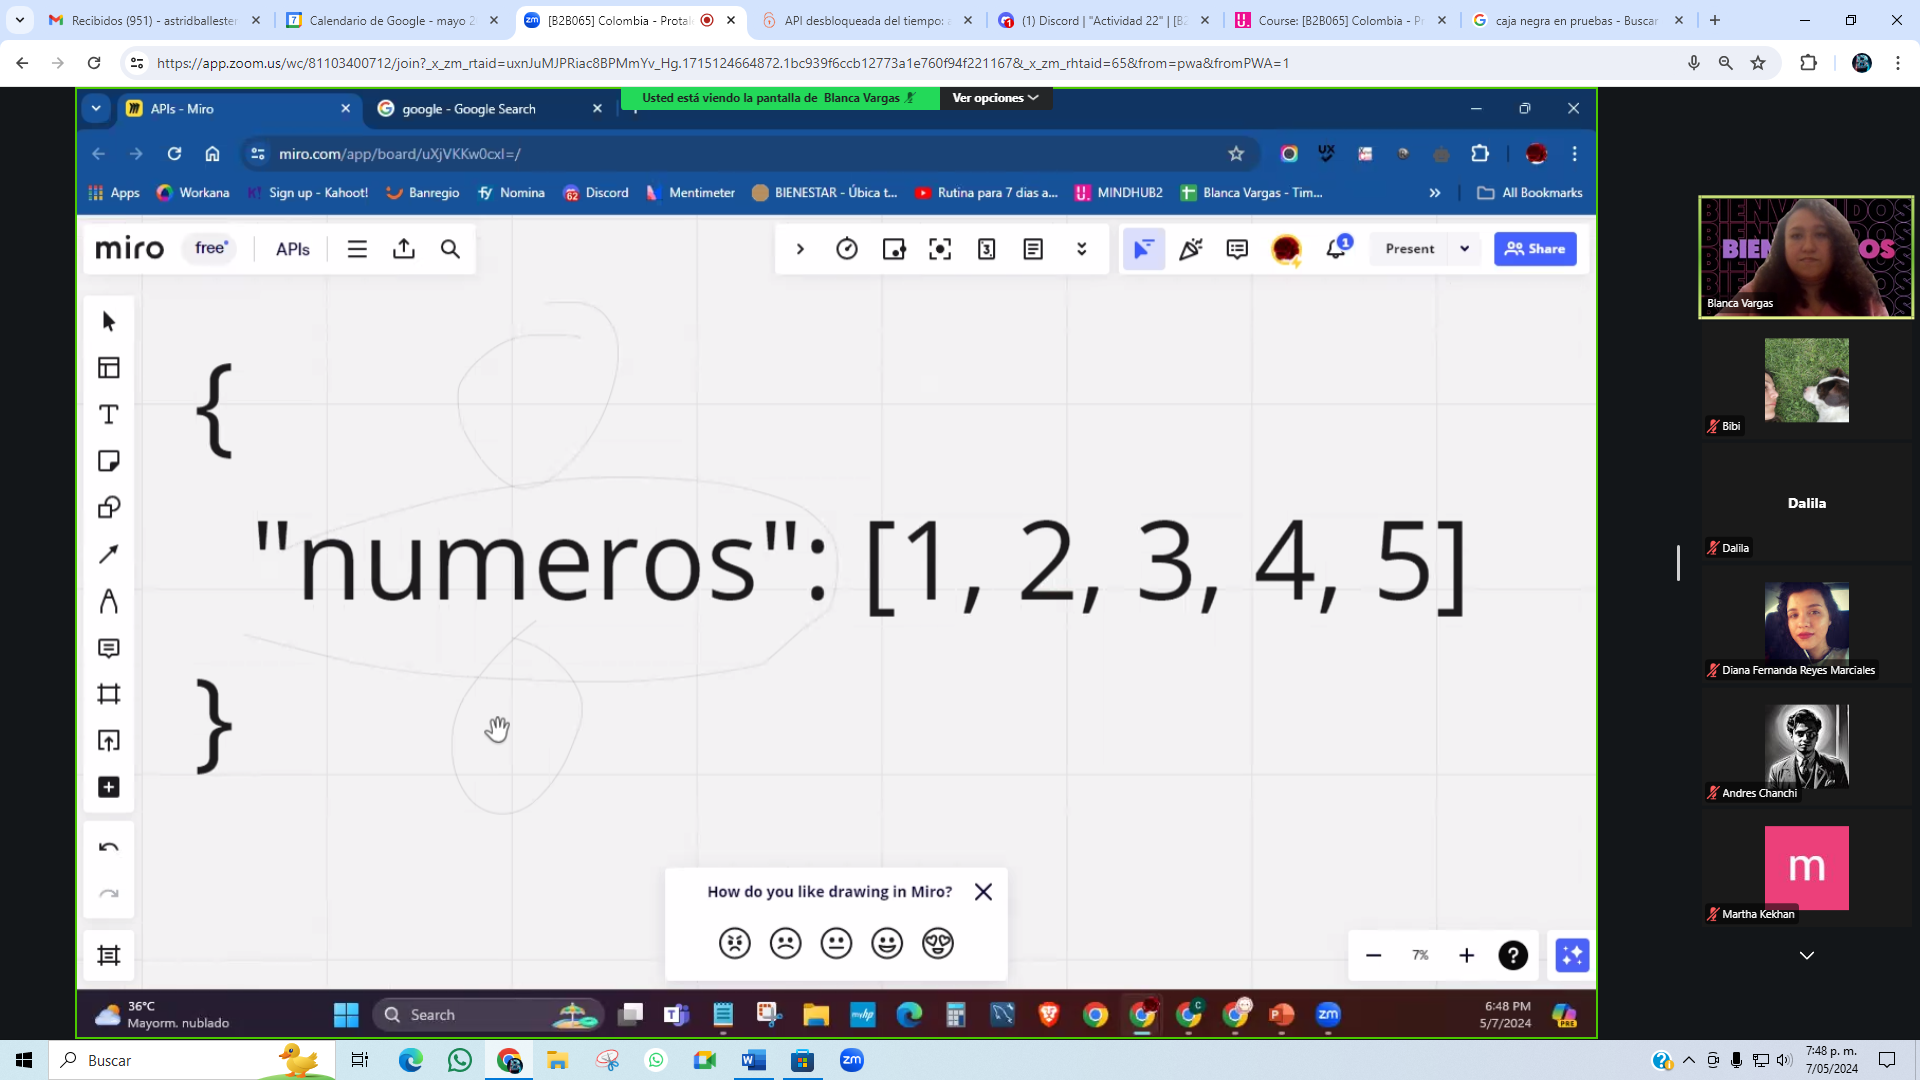 Recibidos (951) - astridballester
Calendario de Google - mayo 2
[B2B065] Colombia - Protale
API desbloqueada del tiempo: a
(1) Discord | "Actividad 22" | [B2
Course: [B2B065] Colombia - Pr
caja negra en pruebas - Buscar
https://app.zoom.us/wc/81103400712/join?_x_zm_rtaid=uxnJuMJPRiac8BPMmYv_Hg.1715124664872.1bc939f6ccb12773a1e760f94f221167&_x_zm_rhtaid=65&from=pwa&fromPWA=1
APIs - Miro
google - Google Search
Usted está viendo la pantalla de Blanca Vargas
Ver opciones
miro.com/app/board/uXjVKKw0cxI=/
Apps
Workana
Sign up - Kahoot!
Banregio
Nomina
Discord
Mentimeter
BIENESTAR - Úbica t...
Rutina para 7 dias a...
MINDHUB2
Blanca Vargas - Tim...
All Bookmarks
miro
free
APIs
1
Present
Share
{
"numeros": [1, 2, 3, 4, 5]
}
How do you like drawing in Miro?
7%
36°C
Mayorm. nublado
Search
6:48 PM
5/7/2024
Blanca Vargas
Bibi
Dalila
Dalila
Diana Fernanda Reyes Marciales
Andres Chanchi
m
Martha Kekhan
Buscar
7:48 p. m.
7/05/2024